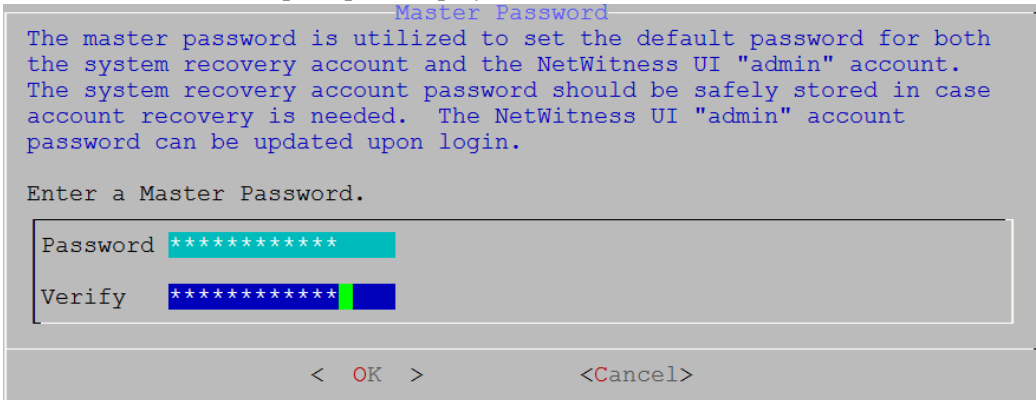 Master Password
The master password is utilized to set the default password for both
the system recovery account and the NetWitness UI "admin" account.
The system recovery account password should be safely stored in case
account recovery is needed.  The NetWitness UI "admin" account
password can be updated upon login.
Enter a Master Password.
Password ************
Verify ************
< OK > <Cancel>